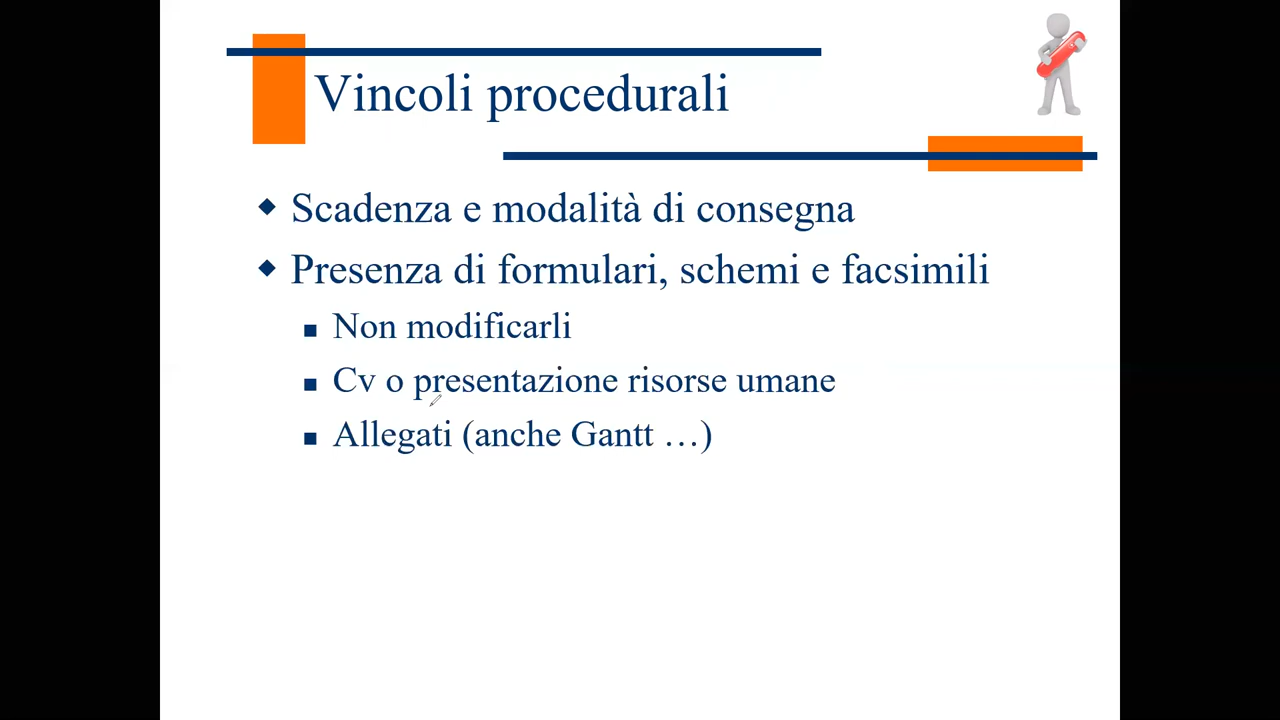 Vincoli procedurali
Scadenza e modalità di consegna
Presenza di formulari, schemi e facsimili
Non modificarli
Cv o presentazione risorse umane
Allegati (anche Gantt …)